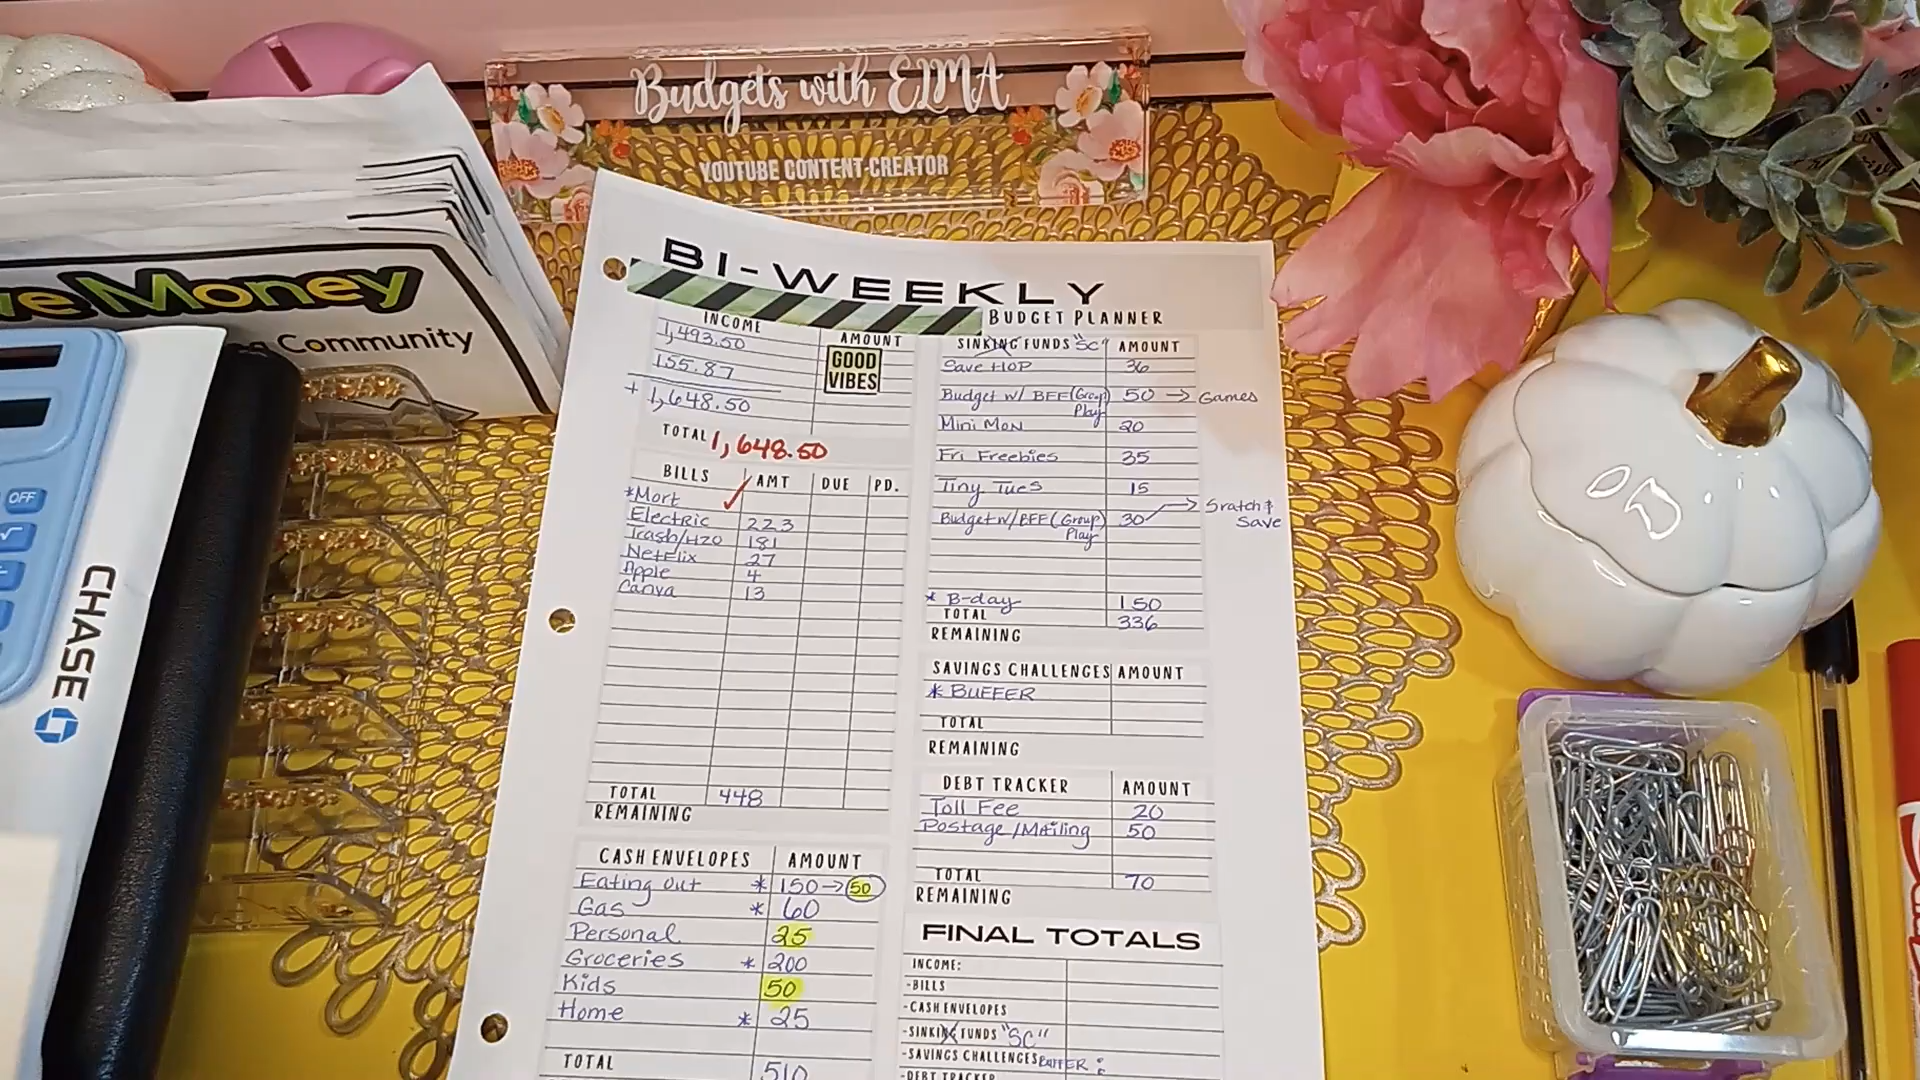 Budgets with EIMA
YOUTUBE CONTENT CREATOR
ve Money
Community
OFF
CHASE
BI-WEEKLY
BUDGET PLANNER
INCOME
AMOUNT
1,493.50
155.87
+ 1,648.50
GOOD
VIBES
TOTAL 1,648.50
BILLS AMT DUE PD.
*Mort
Electric 223
Trash/H20 181
Netflix 27
Apple 4
Canva 13
TOTAL 448
REMAINING
CASH ENVELOPES AMOUNT
Eating Out * 150 → 50
Gas * 60
Personal 25
Groceries * 200
Kids 50
Home * 25
TOTAL 510
SINKING FUNDS "SC" AMOUNT
Save HOP 36
Budget w/ BFF (Group Play) 50 → Games
Mini Mon 20
Fri Freebies 35
Tiny Tues 15
Budget w/ BFF (Group Play) 30 → Sratch & Save
* B-day 150
TOTAL 336
REMAINING
SAVINGS CHALLENGES AMOUNT
* BUFFER
TOTAL
REMAINING
DEBT TRACKER AMOUNT
Toll Fee 20
Postage/Mailing 50
TOTAL 70
REMAINING
FINAL TOTALS
INCOME:
-BILLS
-CASH ENVELOPES
-SINKING FUNDS "SC"
-SAVINGS CHALLENGES BUFFER
-DEBT TRACKER